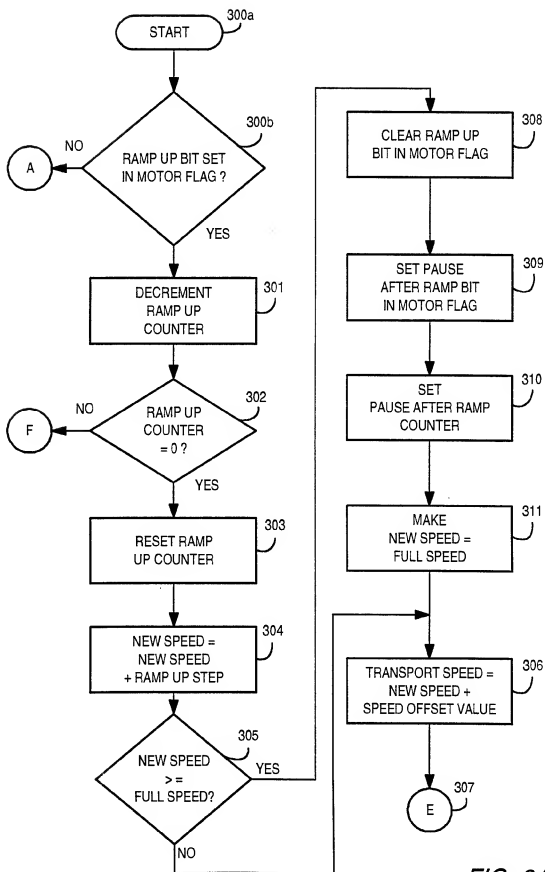 START
300a
RAMP UP BIT SET
IN MOTOR FLAG ?
300b
NO
A
YES
DECREMENT
RAMP UP
COUNTER
301
RAMP UP
COUNTER
= 0 ?
302
NO
F
YES
RESET RAMP
UP COUNTER
303
NEW SPEED =
NEW SPEED
+ RAMP UP STEP
304
NEW SPEED
>=
FULL SPEED?
305
YES
NO
CLEAR RAMP UP
BIT IN MOTOR FLAG
308
SET PAUSE
AFTER RAMP BIT
IN MOTOR FLAG
309
SET
PAUSE AFTER RAMP
COUNTER
310
MAKE
NEW SPEED =
FULL SPEED
311
TRANSPORT SPEED =
NEW SPEED +
SPEED OFFSET VALUE
306
E
307